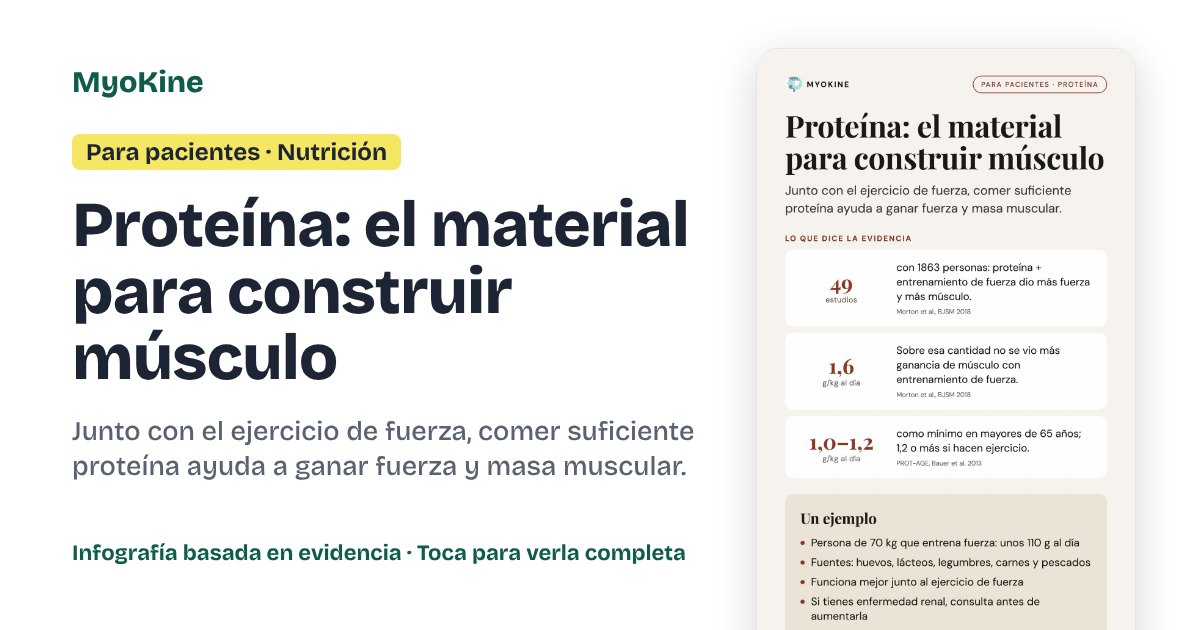 MyoKine
Para pacientes · Nutrición
Proteína: el material
para construir
músculo
Junto con el ejercicio de fuerza, comer suficiente
proteína ayuda a ganar fuerza y masa muscular.
Infografía basada en evidencia · Toca para verla completa
MYOKINE
PARA PACIENTES · PROTEÍNA
Proteína: el material
para construir músculo
Junto con el ejercicio de fuerza, comer suficiente
proteína ayuda a ganar fuerza y masa muscular.
LO QUE DICE LA EVIDENCIA
49
estudios
con 1863 personas: proteína +
entrenamiento de fuerza dio más fuerza
y más músculo.
Morton et al., BJSM 2018
1,6
g/kg al día
Sobre esa cantidad no se vio más
ganancia de músculo con
entrenamiento de fuerza.
Morton et al., BJSM 2018
1,0–1,2
g/kg al día
como mínimo en mayores de 65 años;
1,2 o más si hacen ejercicio.
PROT-AGE, Bauer et al. 2013
Un ejemplo
• Persona de 70 kg que entrena fuerza: unos 110 g al día
• Fuentes: huevos, lácteos, legumbres, carnes y pescados
• Funciona mejor junto al ejercicio de fuerza
• Si tienes enfermedad renal, consulta antes de
aumentarla